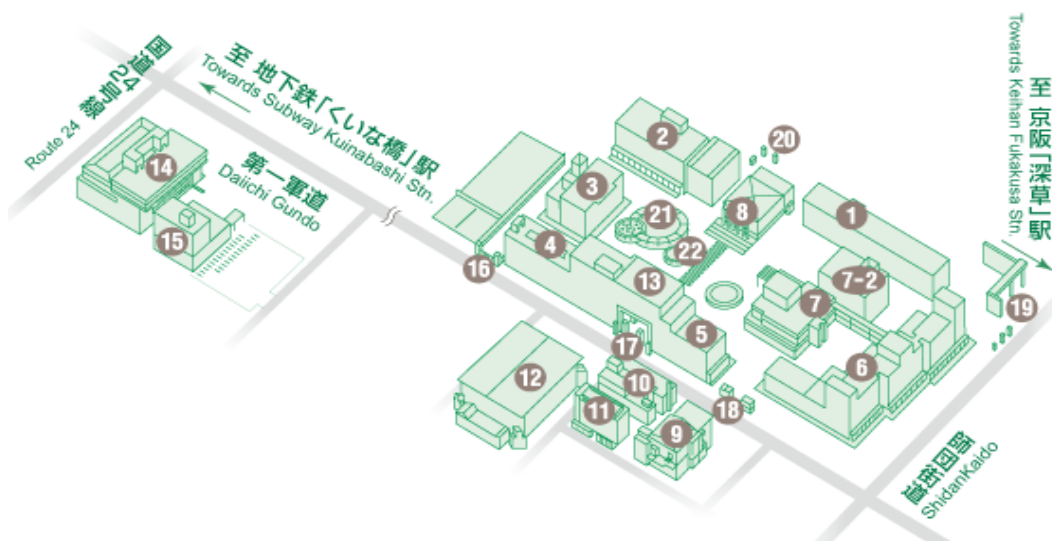 国道24号線
Route 24
至 地下鉄「くいな橋」駅
Towards Subway Kuinabashi Stn.
第一軍道
Daiichi Gundo
至 京阪「深草」駅
Towards Keihan Fukakusa Stn.
師団街道
ShidanKaido
14
15
2
20
3
21
8
1
4
22
16
13
7-2
7
19
5
17
6
12
10
11
18
9